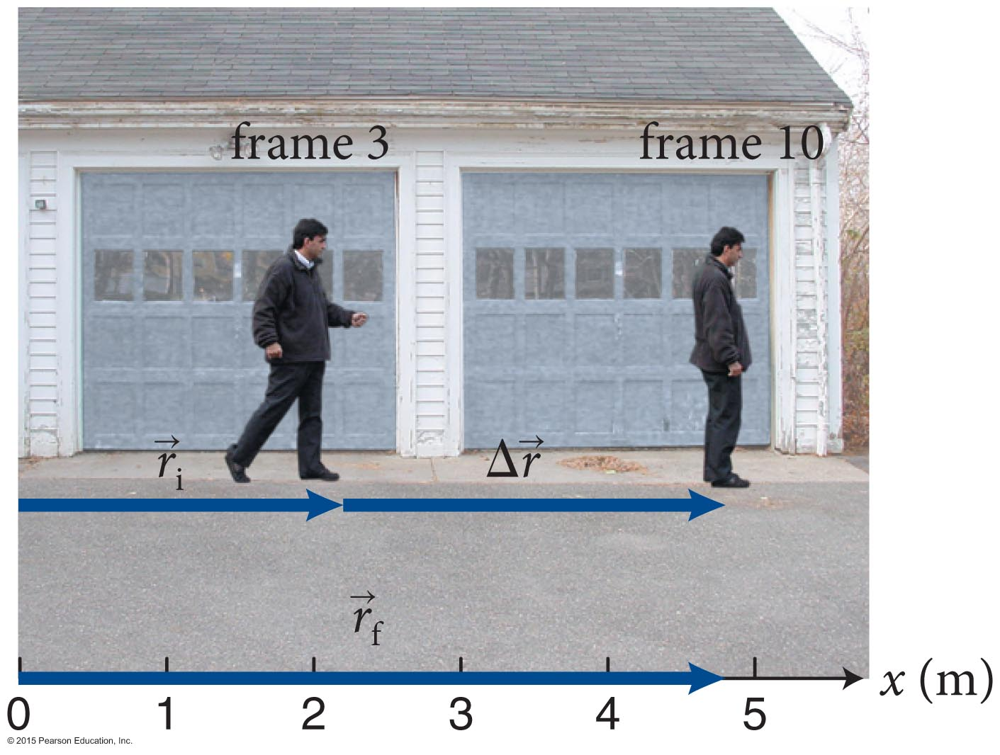 frame 3
frame 10
r⃗i
Δr⃗
r⃗f
x (m)
0 1 2 3 4 5
© 2015 Pearson Education, Inc.